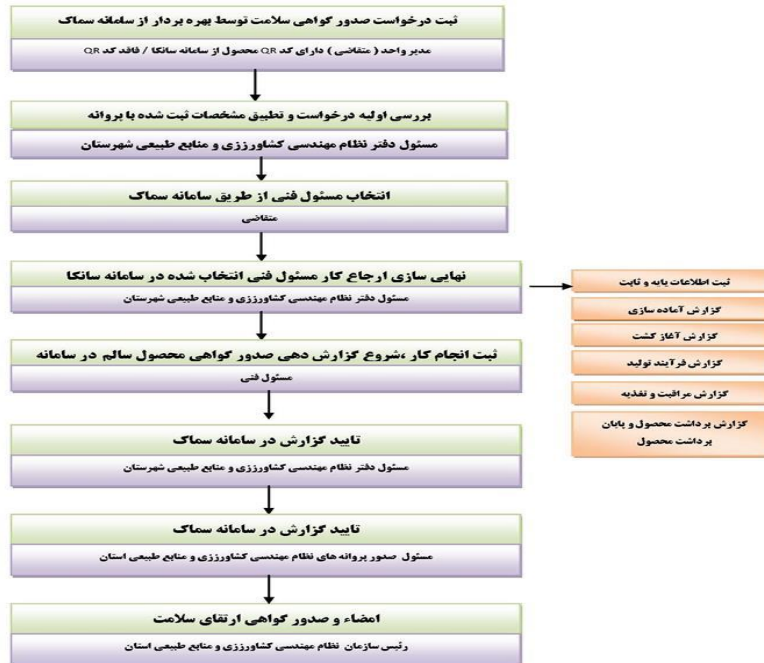 ثبت درخواست صدور گواهی سلامت توسط بهره بردار از سامانه سماک
مدیر واحد ( متقاضی ) دارای کد QR محصول از سامانه سانکا / فاقد کد QR
بررسی اولیه درخواست و تطبیق مشخصات ثبت شده با پروانه
مسئول دفتر نظام مهندسی کشاورزی و منابع طبیعی شهرستان
انتخاب مسئول فنی از طریق سامانه سماک
متقاضی
نهایی سازی ارجاع کار مسئول فنی انتخاب شده در سامانه سانکا
مسئول دفتر نظام مهندسی کشاورزی و منابع طبیعی شهرستان
ثبت اطلاعات پایه و ثابت
گزارش آماده سازی
گزارش آغاز کشت
گزارش فرآیند تولید
گزارش مراقبت و تغذیه
گزارش برداشت محصول و پایان
برداشت محصول
ثبت انجام کار ،شروع گزارش دهی صدور گواهی محصول سالم در سامانه
مسئول فنی
تایید گزارش در سامانه سماک
مسئول دفتر نظام مهندسی کشاورزی و منابع طبیعی شهرستان
تایید گزارش در سامانه سماک
مسئول صدور پروانه های نظام مهندسی کشاورزی و منابع طبیعی استان
امضاء و صدور گواهی ارتقای سلامت
رئیس سازمان نظام مهندسی کشاورزی و منابع طبیعی استان